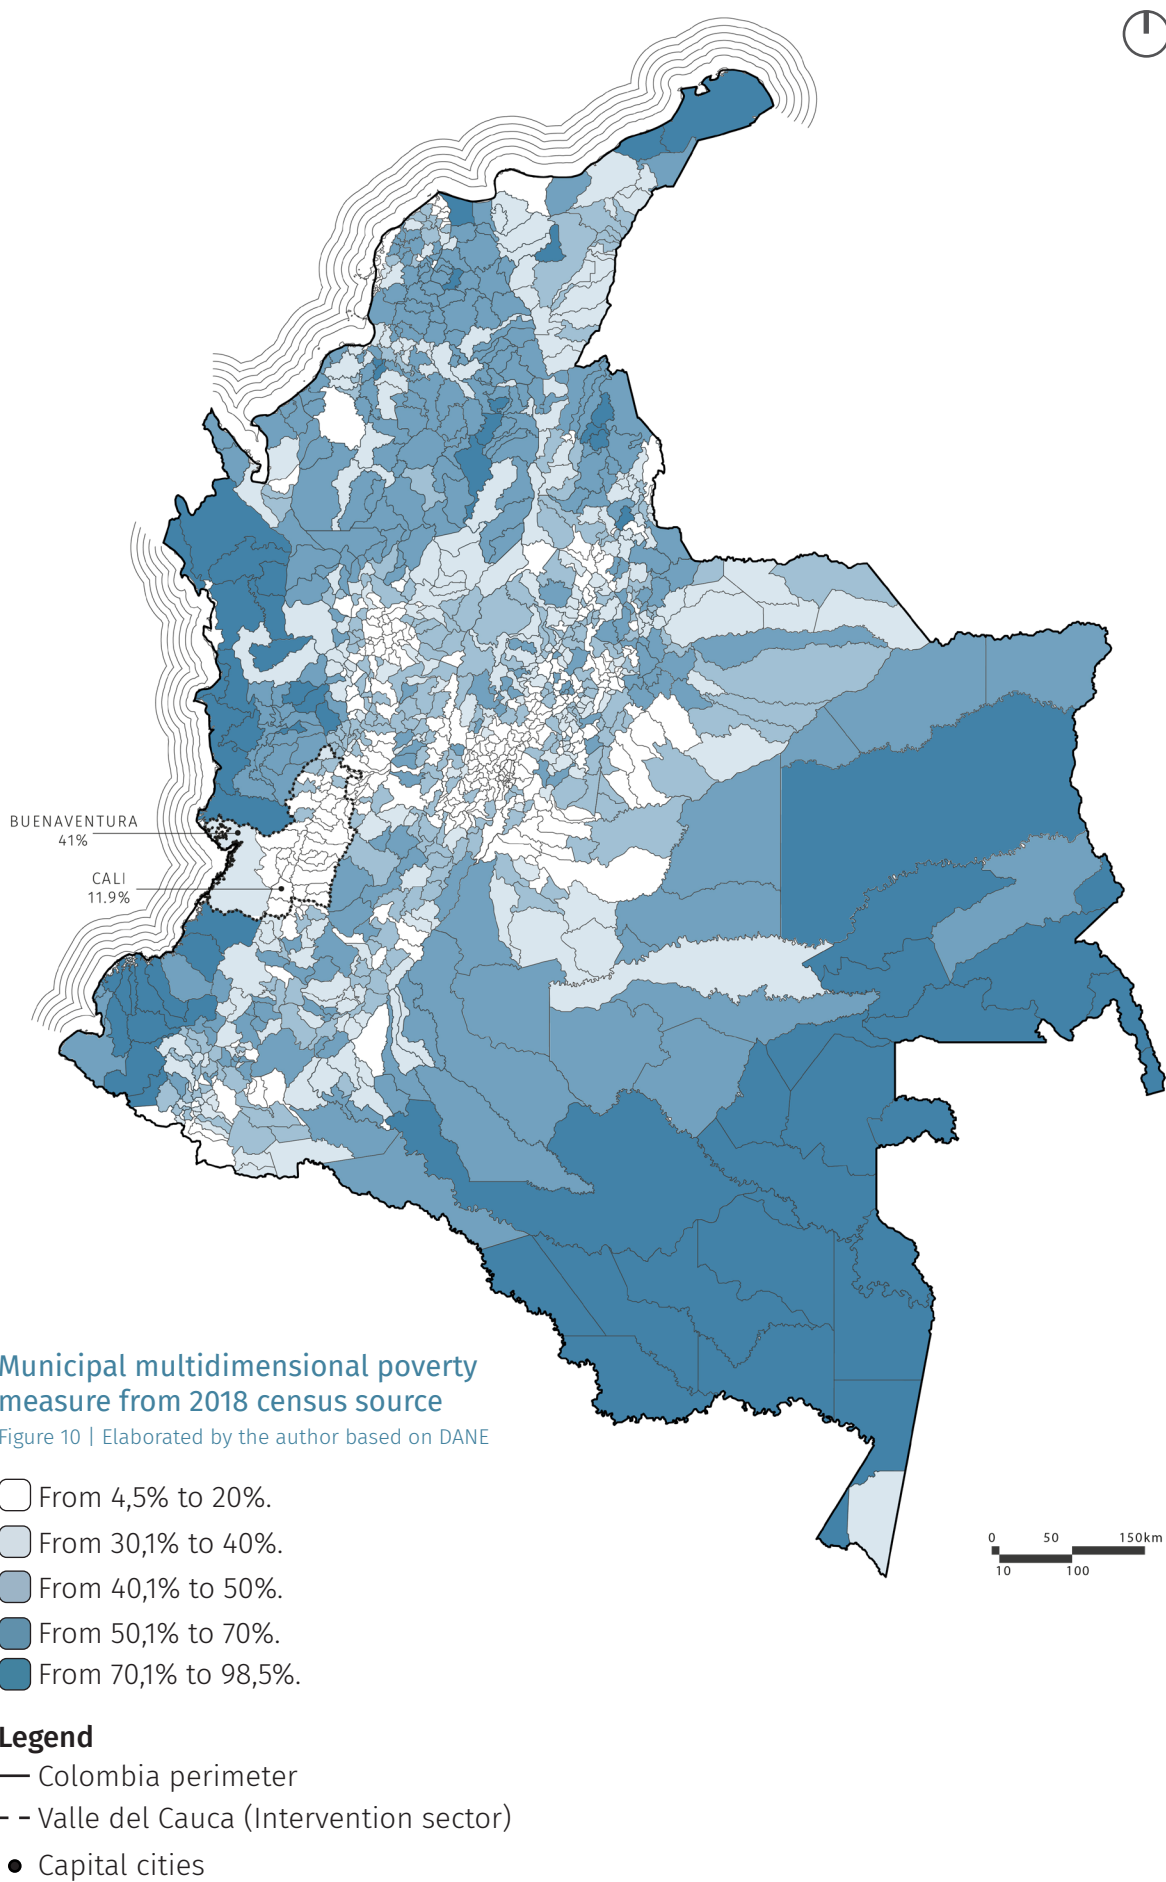 BUENAVENTURA
41%
CALI
11.9%
Municipal multidimensional poverty
measure from 2018 census source
Figure 10 | Elaborated by the author based on DANE
From 4,5% to 20%.
From 30,1% to 40%.
From 40,1% to 50%.
From 50,1% to 70%.
From 70,1% to 98,5%.
0 50 150km
10 100
Legend
Colombia perimeter
Valle del Cauca (Intervention sector)
Capital cities